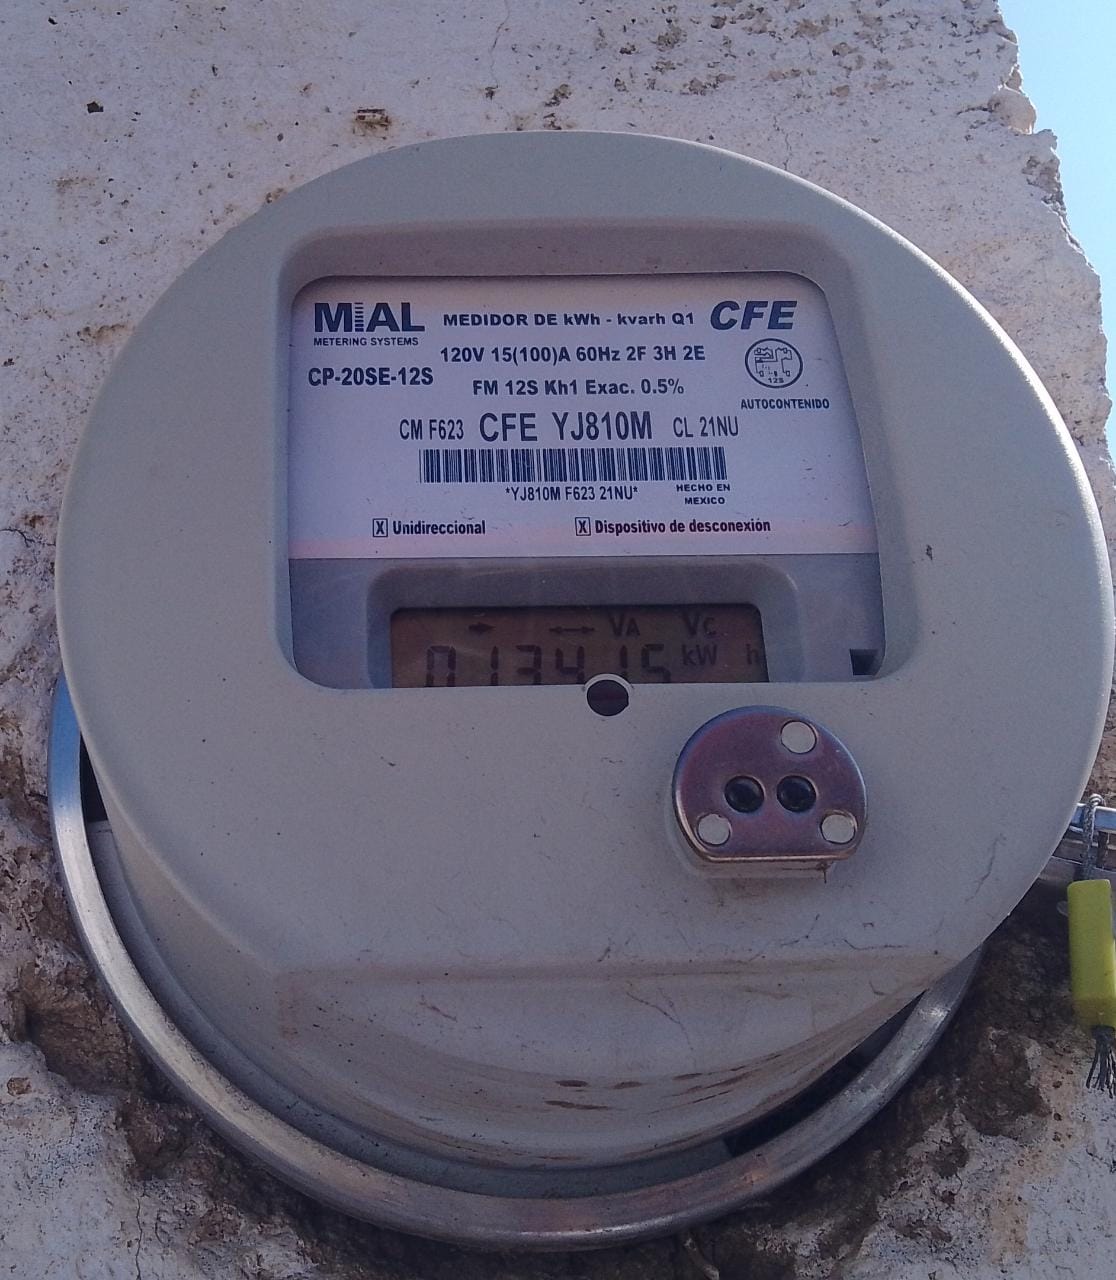 MIAL
METERING SYSTEMS
MEDIDOR DE kWh - kvarh Q1
CFE
120V 15(100)A 60Hz 2F 3H 2E
CP-20SE-12S
FM 12S Kh1 Exac. 0.5%
12S
AUTOCONTENIDO
CM F623 CFE YJ810M CL 21NU
*YJ810M F623 21NU*
HECHO EN
MEXICO
X Unidireccional
X Dispositivo de desconexión
VA VC
kW h